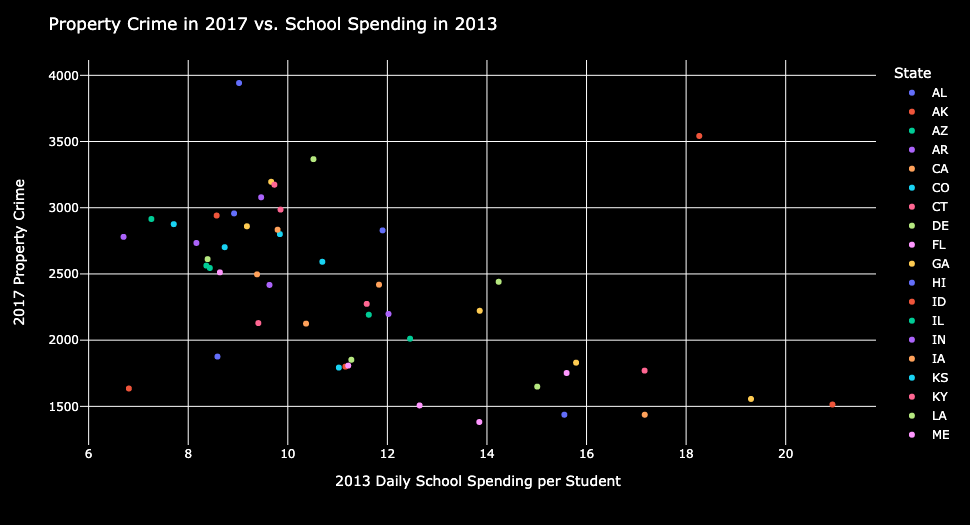 Property Crime in 2017 vs. School Spending in 2013
State
AL
AK
AZ
AR
CA
CO
CT
DE
FL
GA
HI
ID
IL
IN
IA
KS
KY
LA
ME
2017 Property Crime
4000
3500
3000
2500
2000
1500
6 8 10 12 14 16 18 20
2013 Daily School Spending per Student